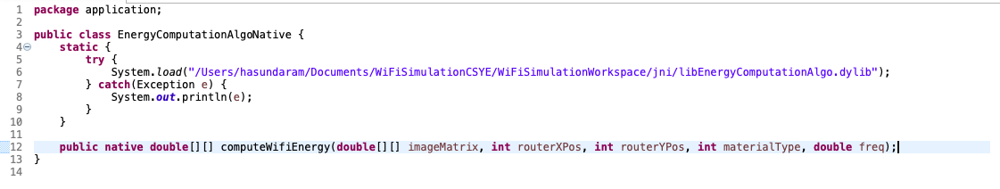 1 package application;
2
3 public class EnergyComputationAlgoNative {
4     static {
5         try {
6             System.load("/Users/hasundaram/Documents/WiFiSimulationCSYE/WiFiSimulationWorkspace/jni/libEnergyComputationAlgo.dylib");
7         } catch(Exception e) {
8             System.out.println(e);
9         }
10     }
11
12     public native double[][] computeWifiEnergy(double[][] imageMatrix, int routerXPos, int routerYPos, int materialType, double freq);
13 }
14